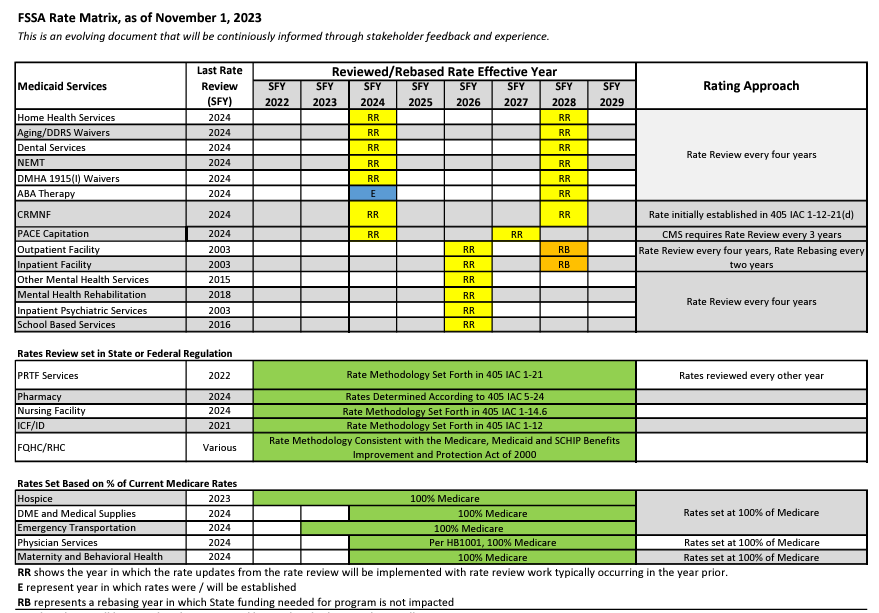 FSSA Rate Matrix, as of November 1, 2023
This is an evolving document that will be continiously informed through stakeholder feedback and experience.
Medicaid Services
Last Rate
Review
(SFY)
Reviewed/Rebased Rate Effective Year
Rating Approach
SFY SFY SFY SFY SFY SFY SFY SFY
2022 2023 2024 2025 2026 2027 2028 2029
Home Health Services 2024 RR RR
Aging/DDRS Waivers 2024 RR RR
Dental Services 2024 RR RR
NEMT 2024 RR RR
DMHA 1915(I) Waivers 2024 RR RR
ABA Therapy 2024 E RR
Rate Review every four years
CRMNF 2024 RR RR Rate initially established in 405 IAC 1-12-21(d)
PACE Capitation 2024 RR RR CMS requires Rate Review every 3 years
Outpatient Facility 2003 RR RB
Inpatient Facility 2003 RR RB
Rate Review every four years, Rate Rebasing every
two years
Other Mental Health Services 2015 RR
Mental Health Rehabilitation 2018 RR
Inpatient Psychiatric Services 2003 RR
School Based Services 2016 RR
Rate Review every four years
Rates Review set in State or Federal Regulation
PRTF Services 2022 Rate Methodology Set Forth in 405 IAC 1-21 Rates reviewed every other year
Pharmacy 2024 Rates Determined According to 405 IAC 5-24
Nursing Facility 2024 Rate Methodology Set Forth in 405 IAC 1-14.6
ICF/ID 2021 Rate Methodology Set Forth in 405 IAC 1-12
FQHC/RHC Various Rate Methodology Consistent with the Medicare, Medicaid and SCHIP Benefits
Improvement and Protection Act of 2000
Rates Set Based on % of Current Medicare Rates
Hospice 2023 100% Medicare
DME and Medical Supplies 2024 100% Medicare
Emergency Transportation 2024 100% Medicare
Rates set at 100% of Medicare
Physician Services 2024 Per HB1001, 100% Medicare Rates set at 100% of Medicare
Maternity and Behavioral Health 2024 100% Medicare Rates set at 100% of Medicare
RR shows the year in which the rate updates from the rate review will be implemented with rate review work typically occurring in the year prior.
E represent year in which rates were / will be established
RB represents a rebasing year in which State funding needed for program is not impacted